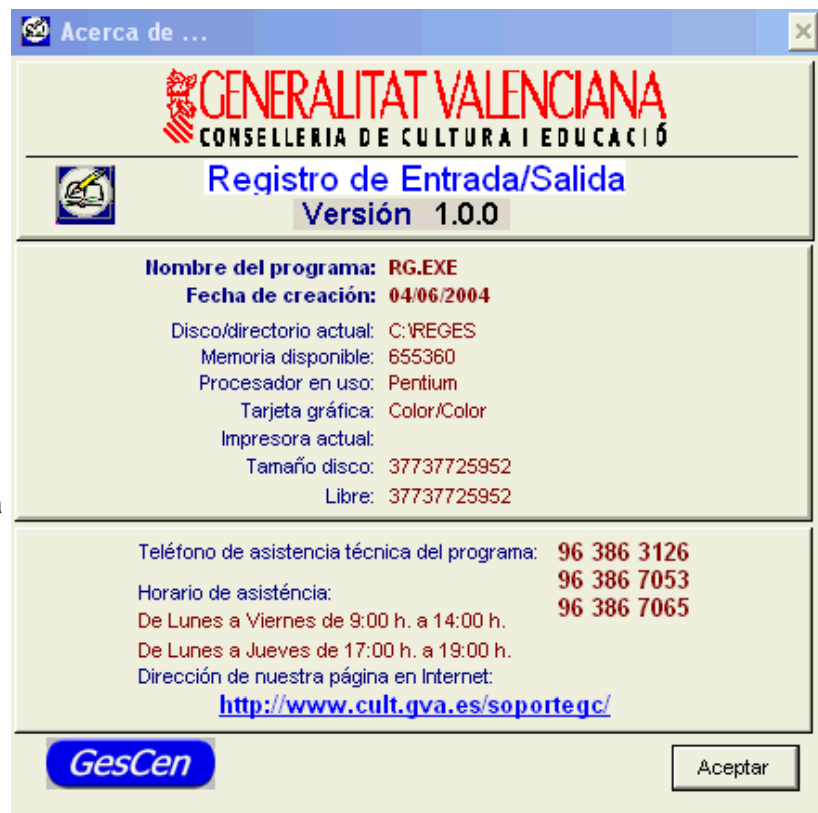 Acerca de ...
GENERALITAT VALENCIANA
CONSELLERIA DE CULTURA I EDUCACIÓ
Registro de Entrada/Salida
Versión 1.0.0
Nombre del programa: RG.EXE
Fecha de creación: 04/06/2004
Disco/directorio actual: C:\REGES
Memoria disponible: 655360
Procesador en uso: Pentium
Tarjeta gráfica: Color/Color
Impresora actual:
Tamaño disco: 37737725952
Libre: 37737725952
Teléfono de asistencia técnica del programa: 96 386 3126
96 386 7053
96 386 7065
Horario de asisténcia:
De Lunes a Viernes de 9:00 h. a 14:00 h.
De Lunes a Jueves de 17:00 h. a 19:00 h.
Dirección de nuestra página en Internet:
http://www.cult.gva.es/soportegc/
GesCen
Aceptar